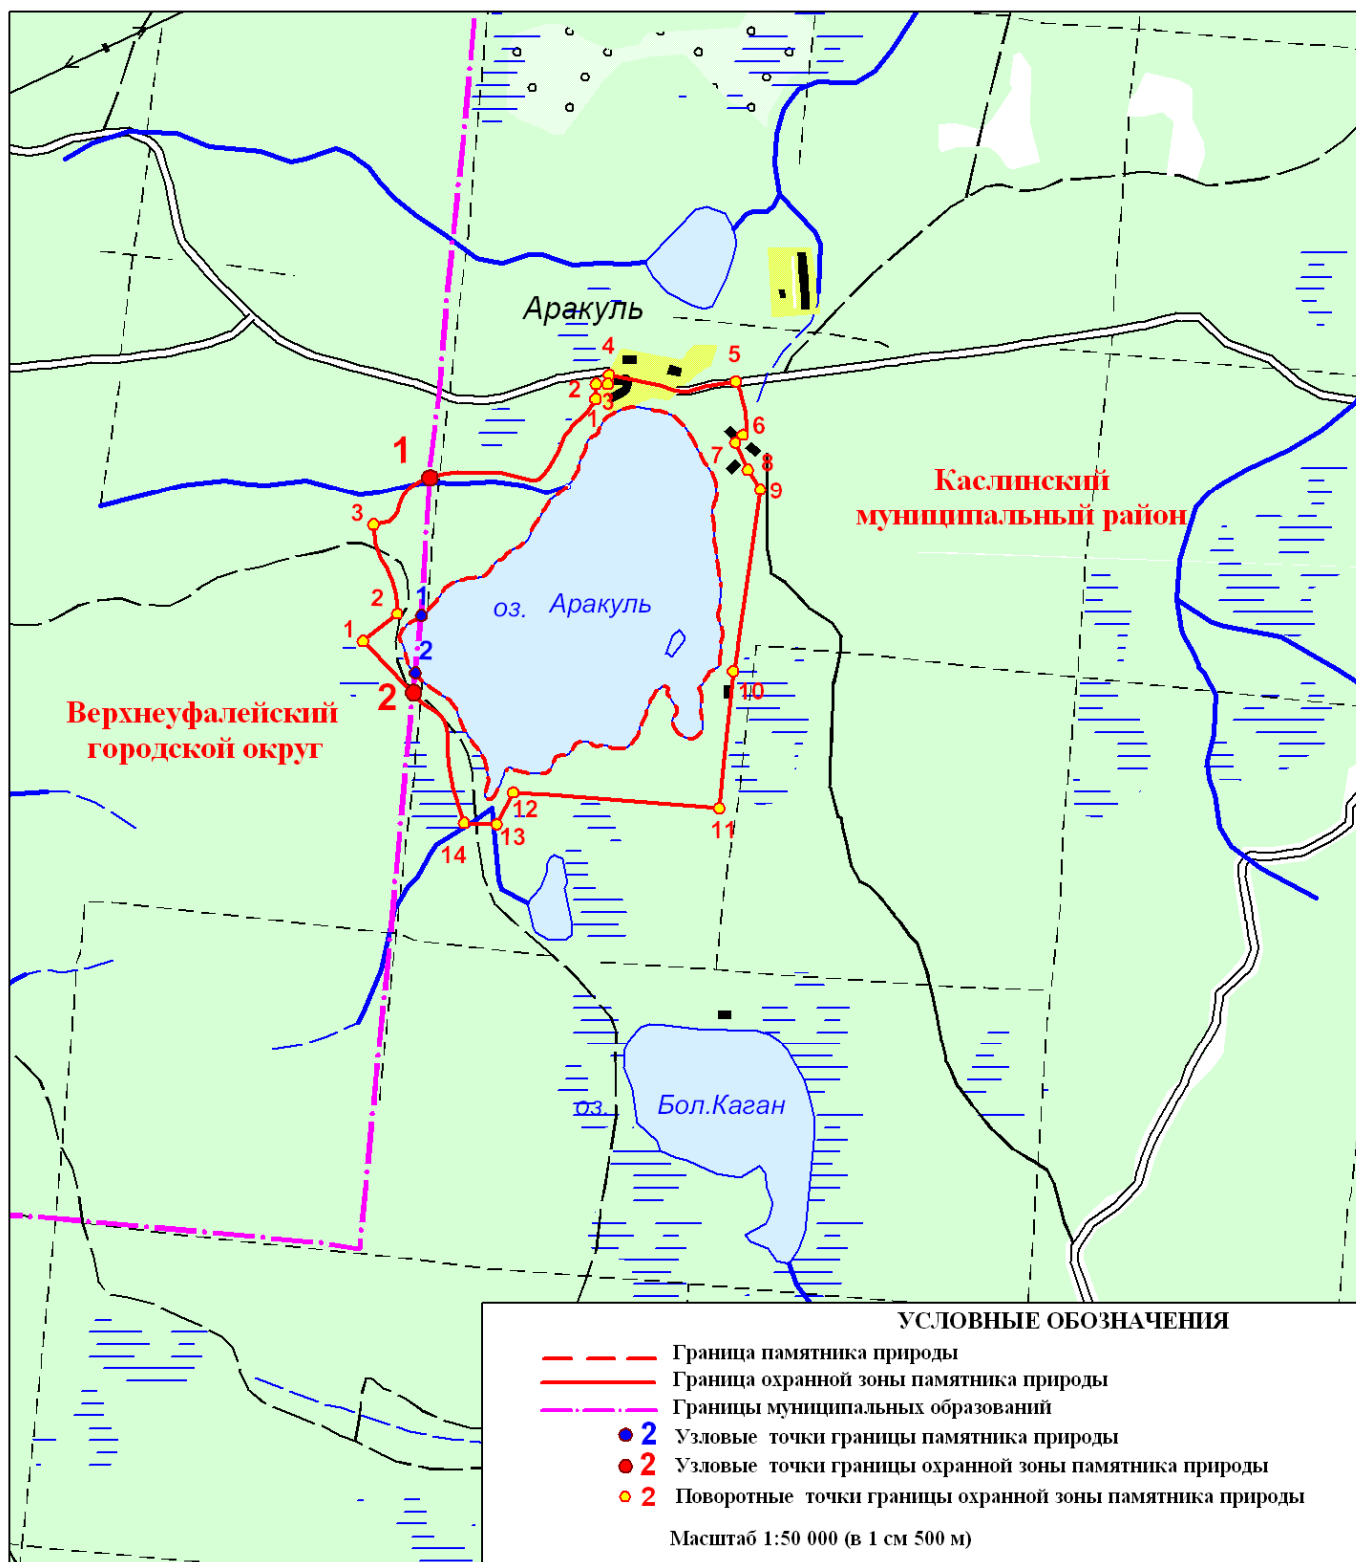 Аракуль
4
5
2
3
1
6
7
8
9
1
Каслинский
муниципальный район
3
2
1
1
оз. Аракуль
2
2
10
Верхнеуфалейский
городской округ
12
11
13
14
оз. Бол.Каган
УСЛОВНЫЕ ОБОЗНАЧЕНИЯ
Граница памятника природы
Граница охранной зоны памятника природы
Границы муниципальных образований
2 Узловые точки границы памятника природы
2 Узловые точки границы охранной зоны памятника природы
2 Поворотные точки границы охранной зоны памятника природы
Масштаб 1:50 000 (в 1 см 500 м)